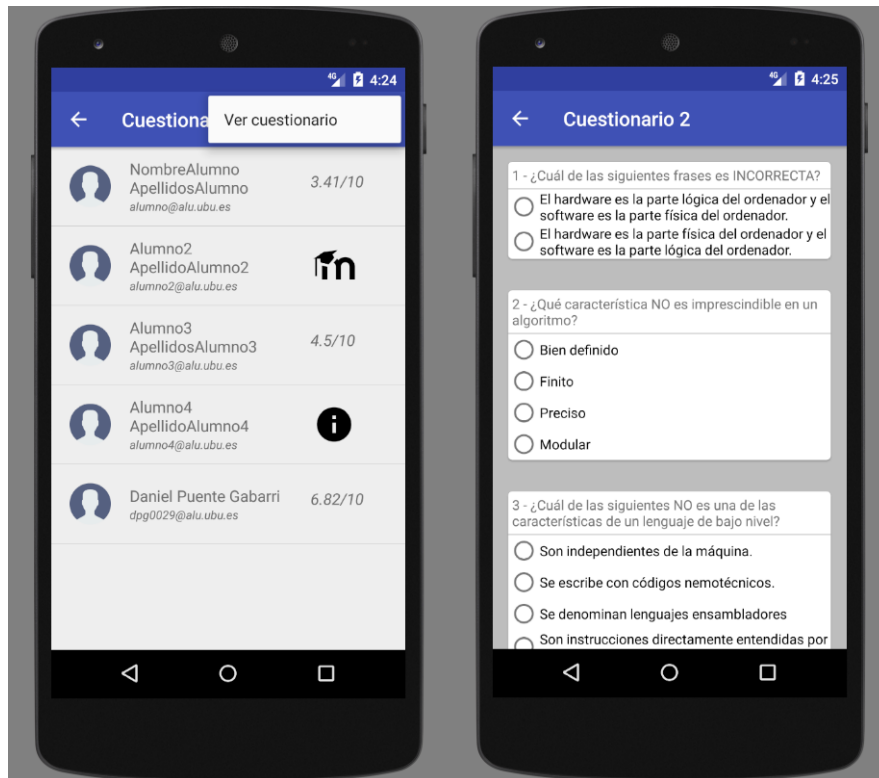 4G 4:24
Cuestiona
Ver cuestionario
NombreAlumno
ApellidosAlumno
alumno@alu.ubu.es
3.41/10
Alumno2
ApellidoAlumno2
alumno2@alu.ubu.es
m
Alumno3
ApellidosAlumno3
alumno3@alu.ubu.es
4.5/10
Alumno4
ApellidoAlumno4
alumno4@alu.ubu.es
i
Daniel Puente Gabarri
dpg0029@alu.ubu.es
6.82/10
4G 4:25
Cuestionario 2
1 - ¿Cuál de las siguientes frases es INCORRECTA?
El hardware es la parte lógica del ordenador y el
software es la parte física del ordenador.
El hardware es la parte física del ordenador y el
software es la parte lógica del ordenador.
2 - ¿Qué característica NO es imprescindible en un
algoritmo?
Bien definido
Finito
Preciso
Modular
3 - ¿Cuál de las siguientes NO es una de las
características de un lenguaje de bajo nivel?
Son independientes de la máquina.
Se escribe con códigos nemotécnicos.
Se denominan lenguajes ensambladores
Son instrucciones directamente entendidas por